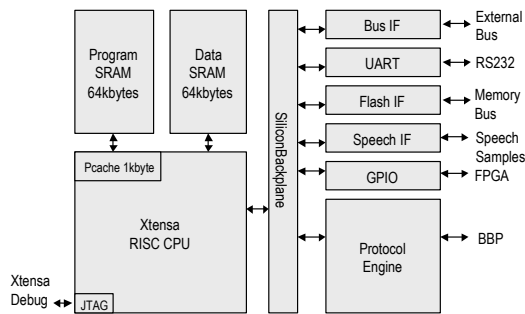 Program
SRAM
64kbytes
Data
SRAM
64kbytes
Pcache 1kbyte
Xtensa
RISC CPU
Xtensa
Debug
JTAG
SiliconBackplane
Bus IF
External
Bus
UART
RS232
Flash IF
Memory
Bus
Speech IF
Speech
Samples
GPIO
FPGA
Protocol
Engine
BBP